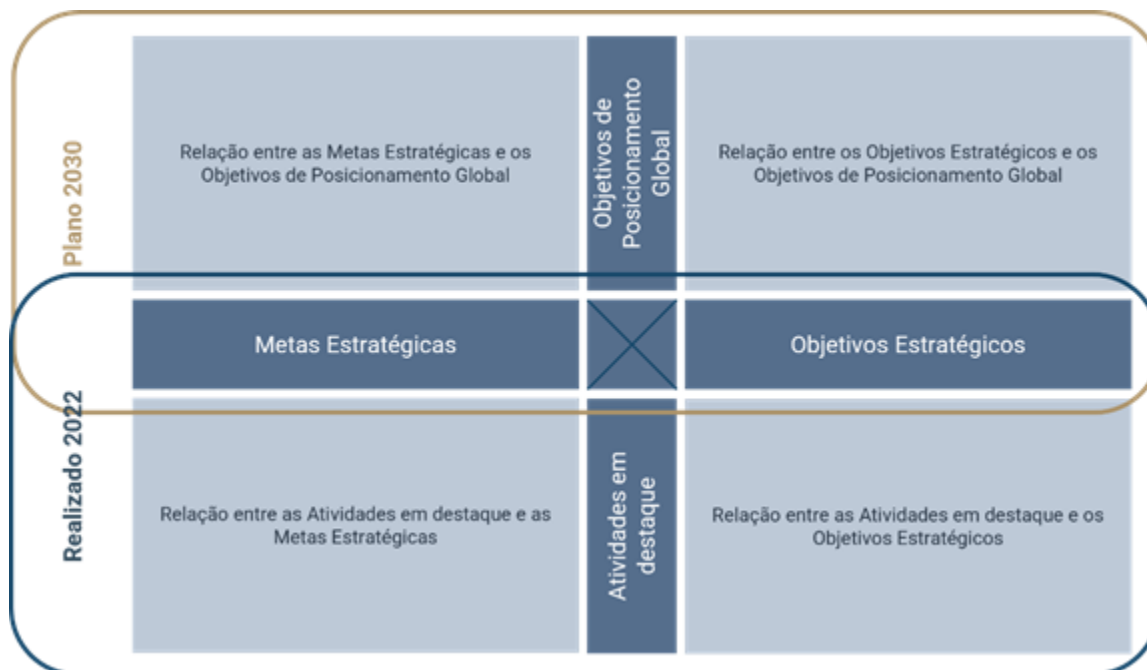 Plano 2030
Relação entre as Metas Estratégicas e os
Objetivos de Posicionamento Global
Objetivos de
Posicionamento
Global
Relação entre os Objetivos Estratégicos e os
Objetivos de Posicionamento Global
Metas Estratégicas
Objetivos Estratégicos
Realizado 2022
Relação entre as Atividades em destaque e as
Metas Estratégicas
Atividades em
destaque
Relação entre as Atividades em destaque e os
Objetivos Estratégicos